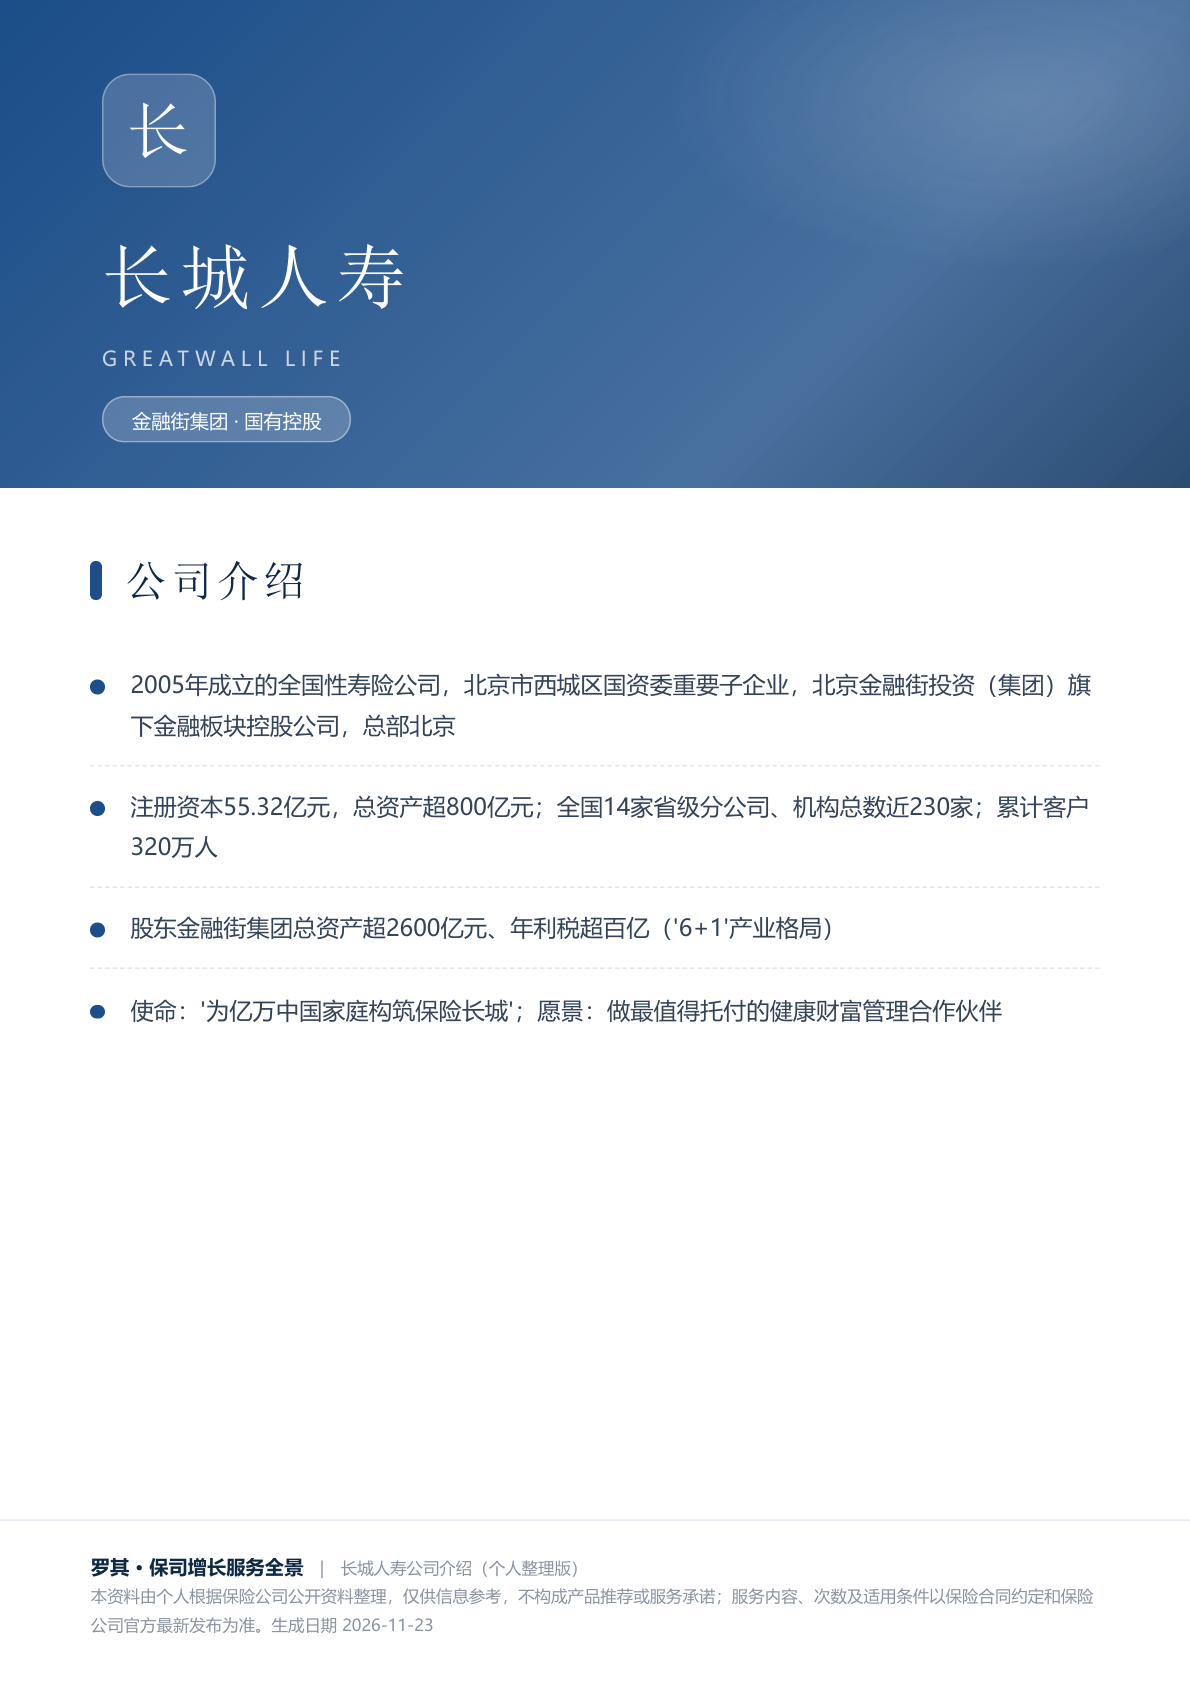 长
长城人寿
GREATWALL LIFE
金融街集团 · 国有控股
公司介绍
2005年成立的全国性寿险公司，北京市西城区国资委重要子企业，北京金融街投资（集团）旗
下金融板块控股公司，总部北京
注册资本55.32亿元，总资产超800亿元；全国14家省级分公司、机构总数近230家；累计客户
320万人
股东金融街集团总资产超2600亿元、年利税超百亿（'6+1'产业格局）
使命：'为亿万中国家庭构筑保险长城'；愿景：做最值得托付的健康财富管理合作伙伴
罗其 · 保司增长服务全景 | 长城人寿公司介绍（个人整理版）
本资料由个人根据保险公司公开资料整理，仅供信息参考，不构成产品推荐或服务承诺；服务内容、次数及适用条件以保险合同约定和保险
公司官方最新发布为准。生成日期 2026-11-23